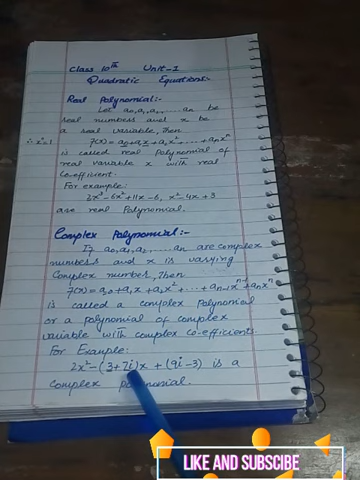 Class 10th Unit-2
Quadratic Equations:-
Real Polynomial:-
Let a₀, a₁, a₂, ..... aₙ be
real numbers and x be
a real variable, Then
∴ x⁰=1
f(x) = a₀+a₁x+a₂x²+.....+aₙxⁿ
is called real Polynomial of
real variable x with real
Co-efficient.
For example:
2x³-6x²+11x-6, x²-4x+3
are real Polynomial.
Complex Polynomial:-
If a₀, a₁, a₂, ..... aₙ are complex
numbers and x is varying
Complex number, Then
f(x) = a₀+a₁x+a₂x²+...+aₙ₋₁xⁿ⁻¹+aₙxⁿ
is called a complex Polynomial
or a polynomial of complex
variable with complex co-efficients.
For Example:
2x²-(3+7i)x + (9i-3) is a
Complex polynomial.
LIKE AND SUBSCIBE